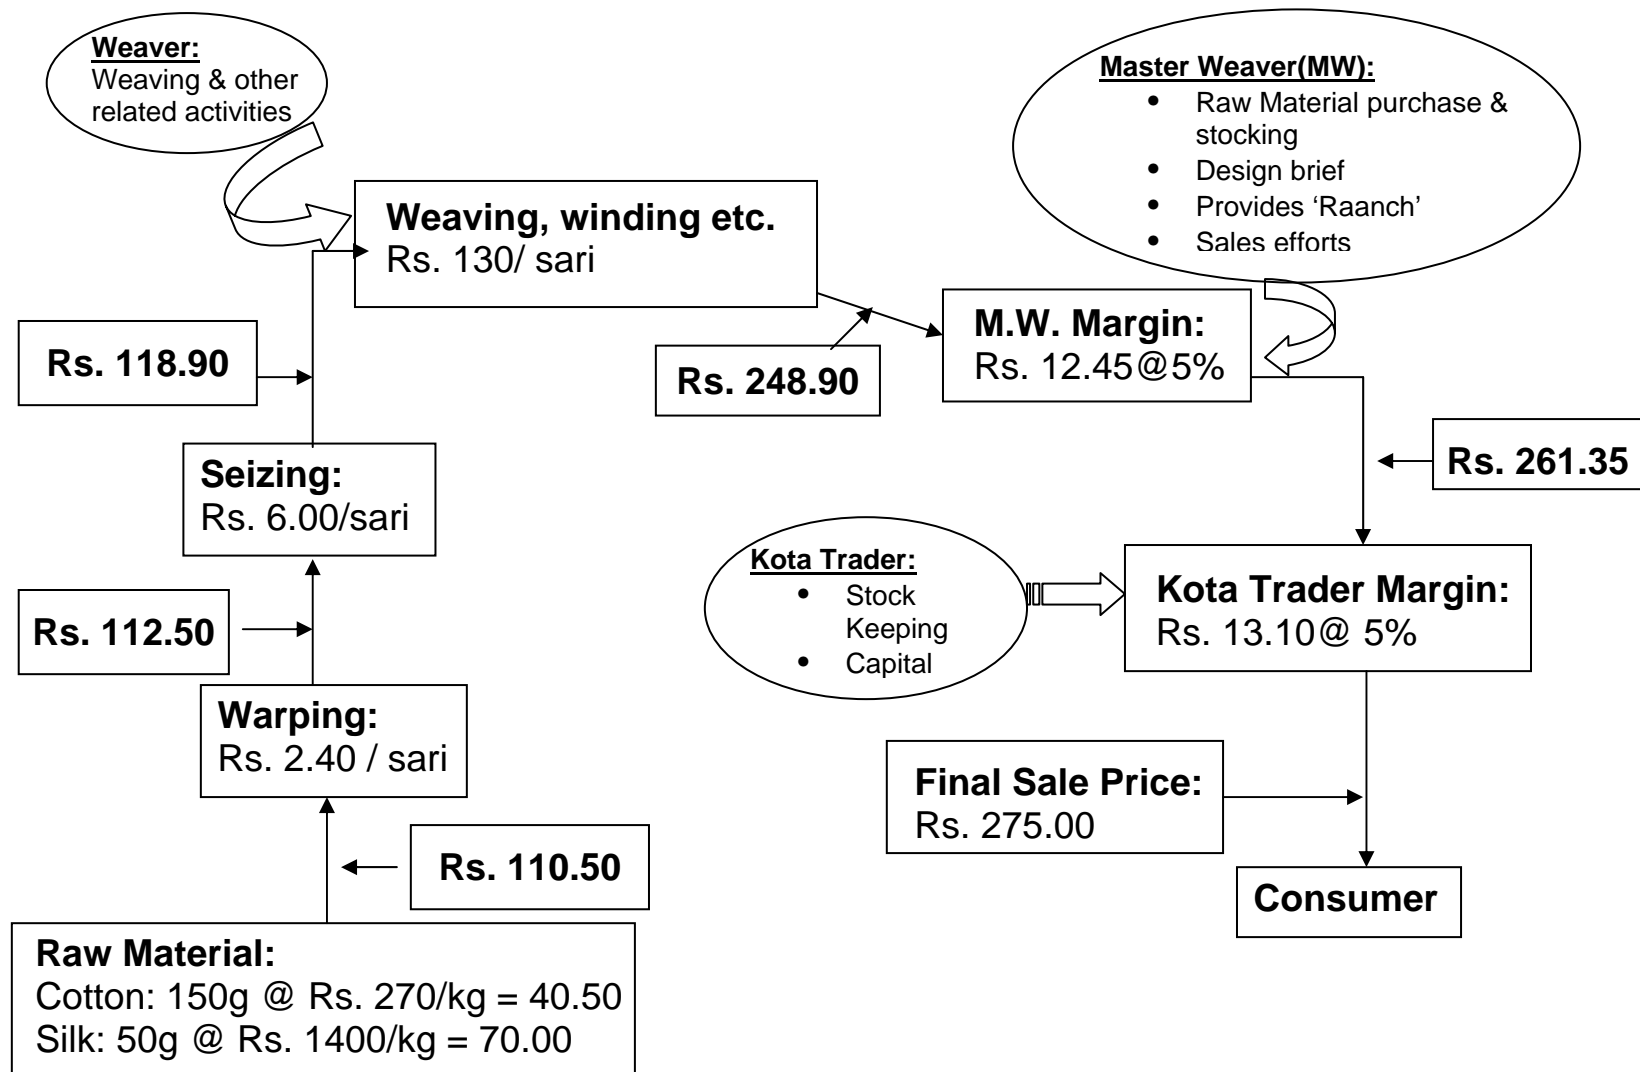 Weaver:
Weaving & other
related activities
Master Weaver(MW):
• Raw Material purchase &
stocking
• Design brief
• Provides ‘Raanch’
• Sales efforts
Weaving, winding etc.
Rs. 130/ sari
Rs. 118.90
Rs. 248.90
M.W. Margin:
Rs. 12.45@5%
Rs. 261.35
Seizing:
Rs. 6.00/sari
Kota Trader:
• Stock
Keeping
• Capital
Kota Trader Margin:
Rs. 13.10@ 5%
Rs. 112.50
Warping:
Rs. 2.40 / sari
Final Sale Price:
Rs. 275.00
Rs. 110.50
Consumer
Raw Material:
Cotton: 150g @ Rs. 270/kg = 40.50
Silk: 50g @ Rs. 1400/kg = 70.00